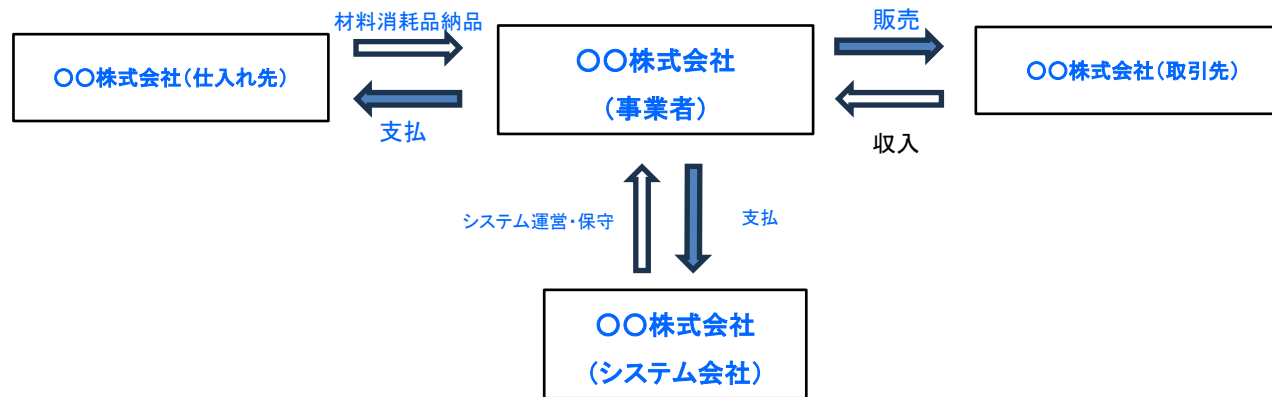 材料消耗品納品
販売
〇〇株式会社(仕入れ先)
〇〇株式会社
(事業者)
〇〇株式会社(取引先)
支払
収入
システム運営・保守
支払
〇〇株式会社
(システム会社)